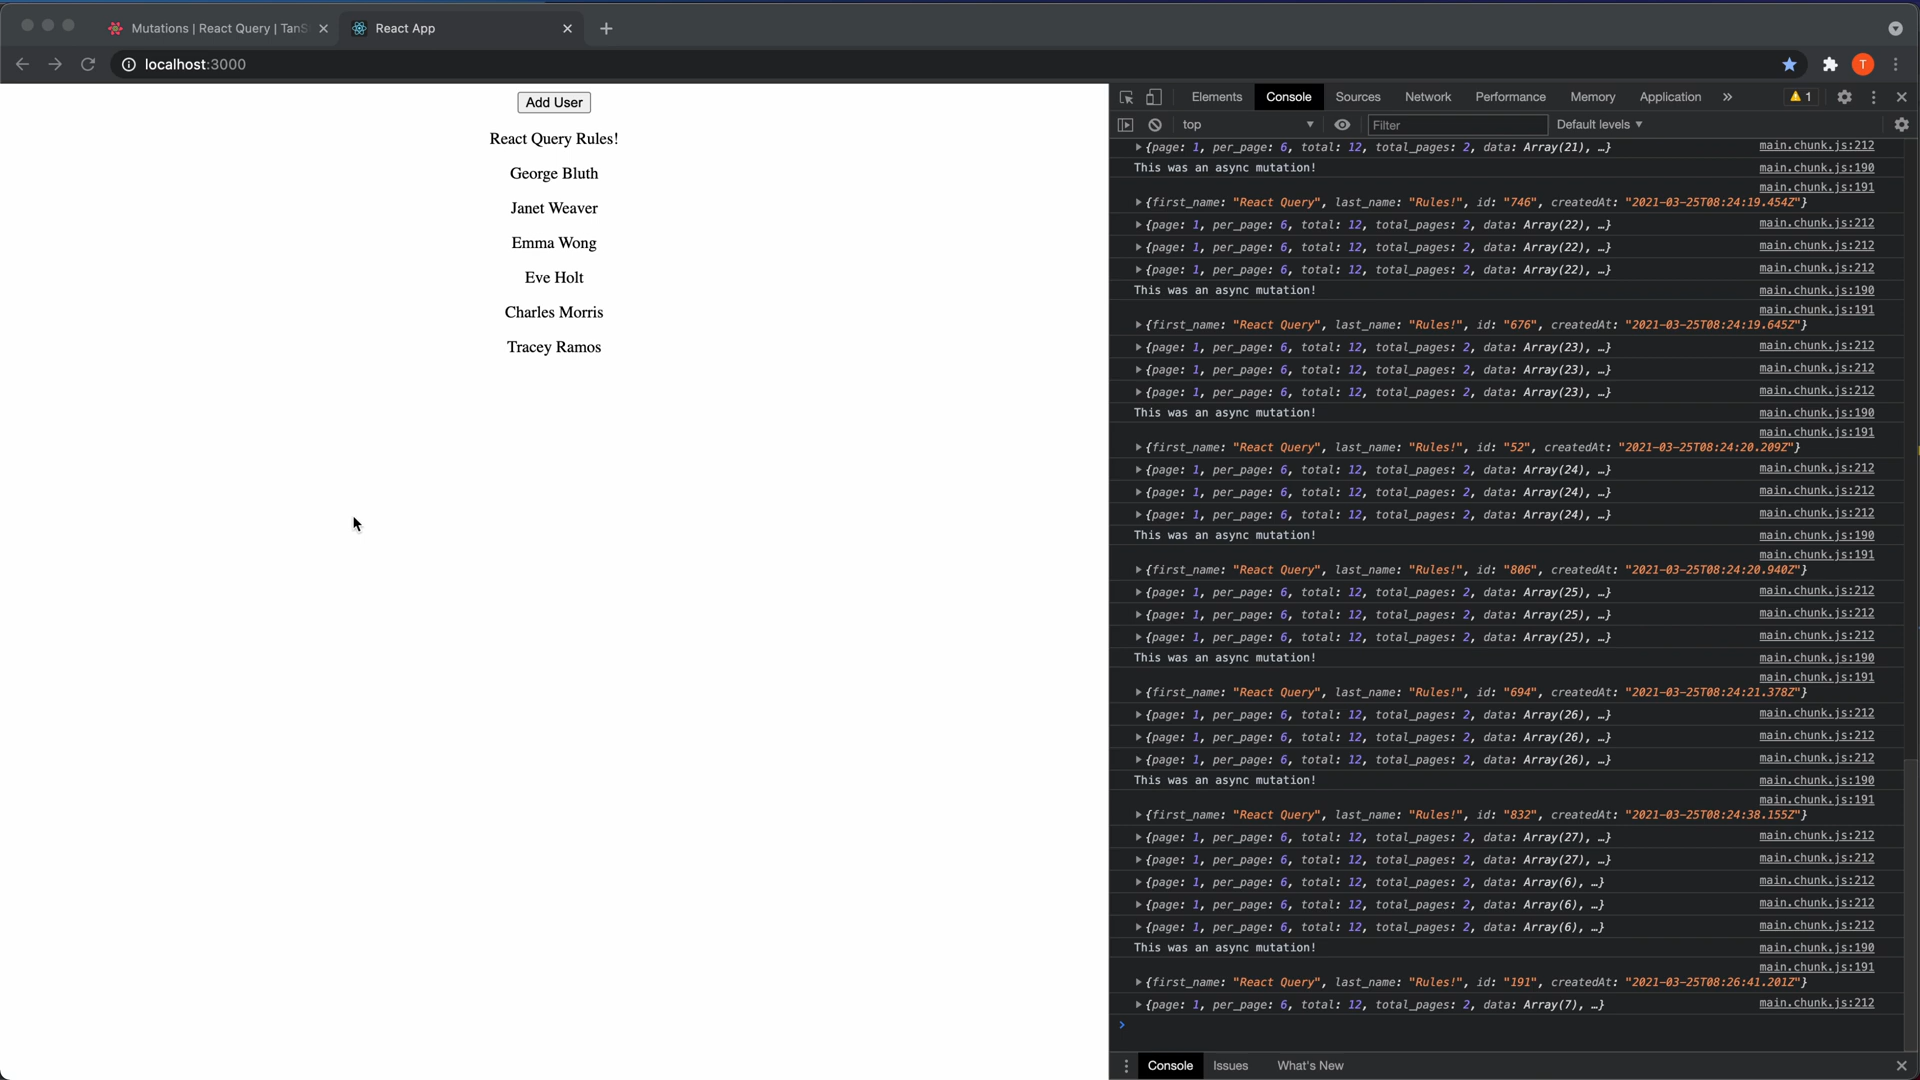 Mutations | React Query | TanS
React App
localhost:3000
T
Add User
React Query Rules!
George Bluth
Janet Weaver
Emma Wong
Eve Holt
Charles Morris
Tracey Ramos
Elements Console Sources Network Performance Memory Application » 1
top Filter Default levels
{page: 1, per_page: 6, total: 12, total_pages: 2, data: Array(21), …} main.chunk.js:212
This was an async mutation! main.chunk.js:190
main.chunk.js:191
{first_name: "React Query", last_name: "Rules!", id: "746", createdAt: "2021-03-25T08:24:19.454Z"}
{page: 1, per_page: 6, total: 12, total_pages: 2, data: Array(22), …} main.chunk.js:212
{page: 1, per_page: 6, total: 12, total_pages: 2, data: Array(22), …} main.chunk.js:212
{page: 1, per_page: 6, total: 12, total_pages: 2, data: Array(22), …} main.chunk.js:212
This was an async mutation! main.chunk.js:190
main.chunk.js:191
{first_name: "React Query", last_name: "Rules!", id: "676", createdAt: "2021-03-25T08:24:19.645Z"}
{page: 1, per_page: 6, total: 12, total_pages: 2, data: Array(23), …} main.chunk.js:212
{page: 1, per_page: 6, total: 12, total_pages: 2, data: Array(23), …} main.chunk.js:212
{page: 1, per_page: 6, total: 12, total_pages: 2, data: Array(23), …} main.chunk.js:212
This was an async mutation! main.chunk.js:190
main.chunk.js:191
{first_name: "React Query", last_name: "Rules!", id: "52", createdAt: "2021-03-25T08:24:20.209Z"}
{page: 1, per_page: 6, total: 12, total_pages: 2, data: Array(24), …} main.chunk.js:212
{page: 1, per_page: 6, total: 12, total_pages: 2, data: Array(24), …} main.chunk.js:212
{page: 1, per_page: 6, total: 12, total_pages: 2, data: Array(24), …} main.chunk.js:212
This was an async mutation! main.chunk.js:190
main.chunk.js:191
{first_name: "React Query", last_name: "Rules!", id: "806", createdAt: "2021-03-25T08:24:20.940Z"}
{page: 1, per_page: 6, total: 12, total_pages: 2, data: Array(25), …} main.chunk.js:212
{page: 1, per_page: 6, total: 12, total_pages: 2, data: Array(25), …} main.chunk.js:212
{page: 1, per_page: 6, total: 12, total_pages: 2, data: Array(25), …} main.chunk.js:212
This was an async mutation! main.chunk.js:190
main.chunk.js:191
{first_name: "React Query", last_name: "Rules!", id: "694", createdAt: "2021-03-25T08:24:21.378Z"}
{page: 1, per_page: 6, total: 12, total_pages: 2, data: Array(26), …} main.chunk.js:212
{page: 1, per_page: 6, total: 12, total_pages: 2, data: Array(26), …} main.chunk.js:212
{page: 1, per_page: 6, total: 12, total_pages: 2, data: Array(26), …} main.chunk.js:212
This was an async mutation! main.chunk.js:190
main.chunk.js:191
{first_name: "React Query", last_name: "Rules!", id: "832", createdAt: "2021-03-25T08:24:38.155Z"}
{page: 1, per_page: 6, total: 12, total_pages: 2, data: Array(27), …} main.chunk.js:212
{page: 1, per_page: 6, total: 12, total_pages: 2, data: Array(27), …} main.chunk.js:212
{page: 1, per_page: 6, total: 12, total_pages: 2, data: Array(6), …} main.chunk.js:212
{page: 1, per_page: 6, total: 12, total_pages: 2, data: Array(6), …} main.chunk.js:212
{page: 1, per_page: 6, total: 12, total_pages: 2, data: Array(6), …} main.chunk.js:212
This was an async mutation! main.chunk.js:190
main.chunk.js:191
{first_name: "React Query", last_name: "Rules!", id: "191", createdAt: "2021-03-25T08:26:41.201Z"}
{page: 1, per_page: 6, total: 12, total_pages: 2, data: Array(7), …} main.chunk.js:212
Console Issues What's New